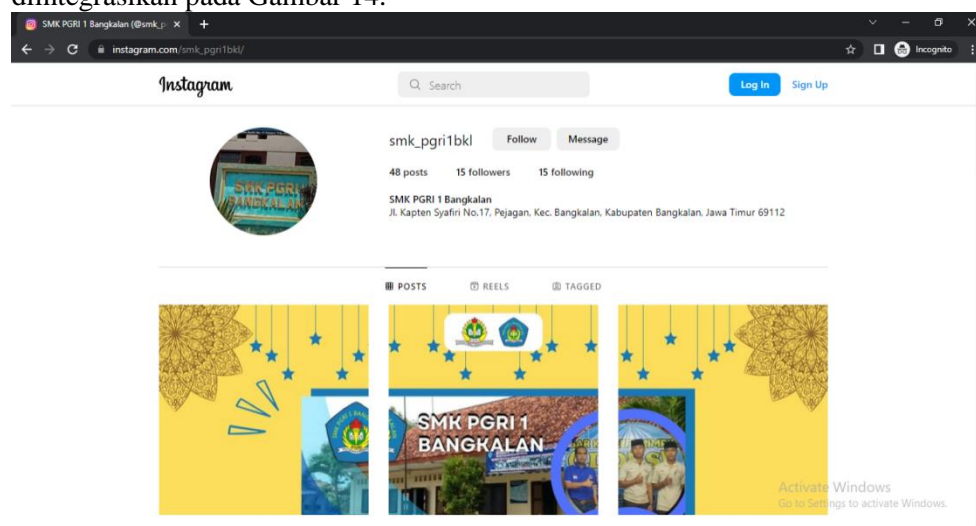 diintegrasikan pada Gambar 14.
SMK PGRI 1 Bangkalan (@smk_p
instagram.com/smk_pgri1bkl/
Incognito
Instagram
Search
Log In
Sign Up
smk_pgri1bkl
Follow
Message
48 posts
15 followers
15 following
SMK PGRI 1 Bangkalan
Jl. Kapten Syafiri No.17, Pejagan, Kec. Bangkalan, Kabupaten Bangkalan, Jawa Timur 69112
SMK PGRI
BANGKALAN
POSTS
REELS
TAGGED
SMK PGRI 1
BANGKALAN
Activate Windows
Go to Settings to activate Windows.